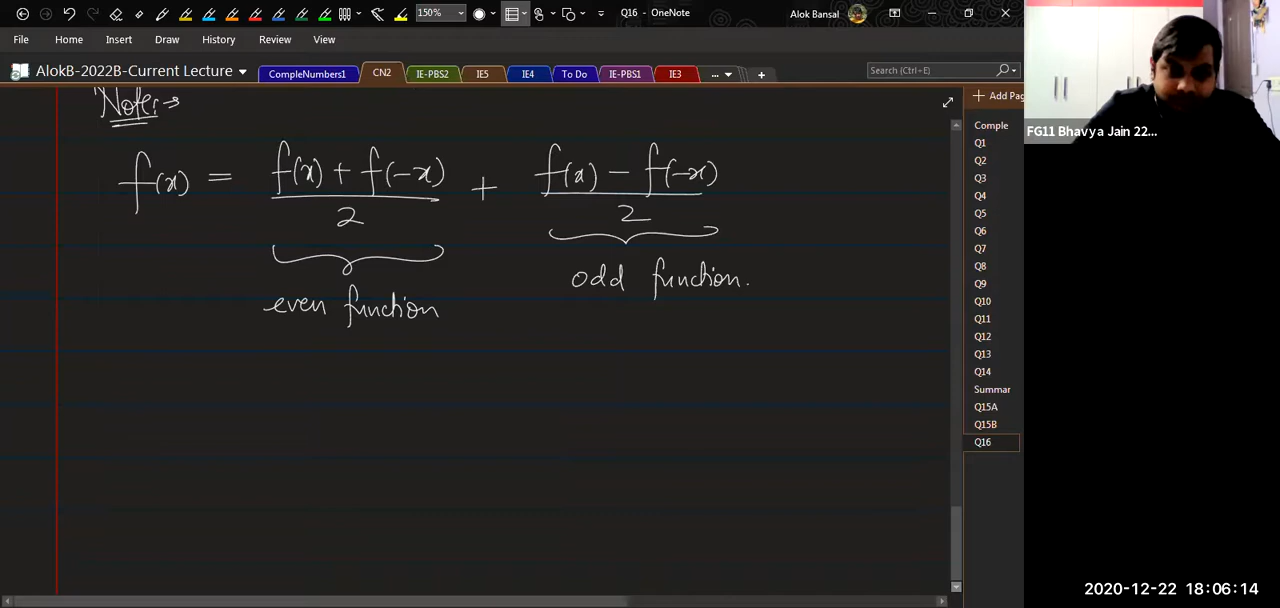 150%
Q16 - OneNote
Alok Bansal
File Home Insert Draw History Review View
AlokB-2022B-Current Lecture
CompleNumbers1 CN2 IE-PBS2 IE5 IE4 To Do IE-PBS1 IE3 ...
Search (Ctrl+E)
Note:→
f(x) = f(x) + f(-x) / 2 + f(x) - f(-x) / 2
even function
odd function.
Add Pag
Comple
Q1
Q2
Q3
Q4
Q5
Q6
Q7
Q8
Q9
Q10
Q11
Q12
Q13
Q14
Summar
Q15A
Q15B
Q16
FG11 Bhavya Jain 22...
2020-12-22 18:06:14